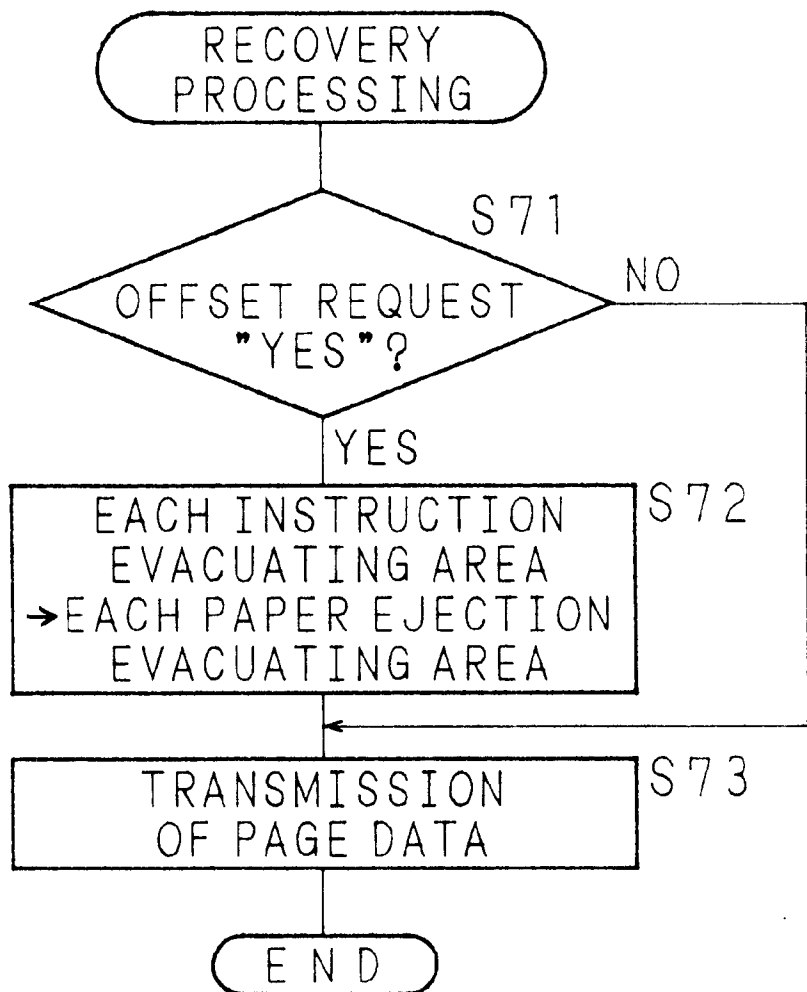 RECOVERY
PROCESSING
S71
OFFSET REQUEST
"YES"?
NO
YES
S72
EACH INSTRUCTION
EVACUATING AREA
→EACH PAPER EJECTION
EVACUATING AREA
S73
TRANSMISSION
OF PAGE DATA
END